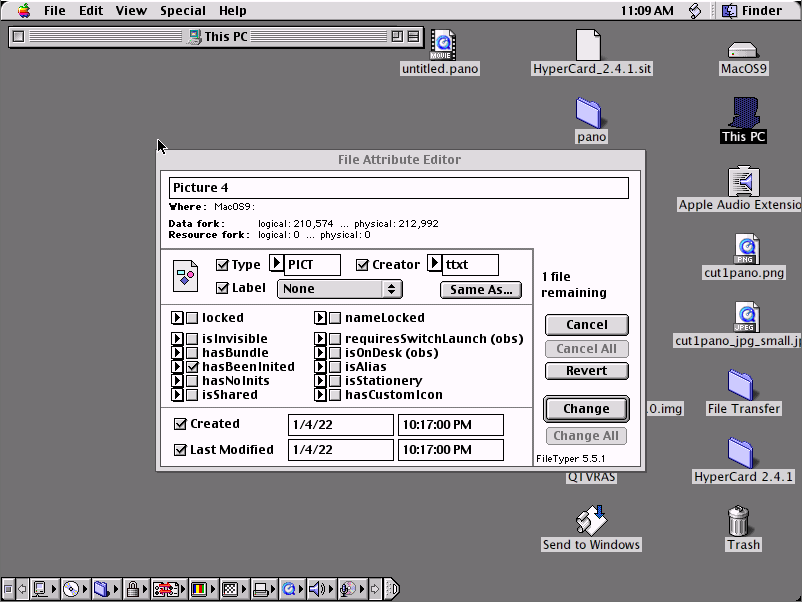 File Edit View Special Help 11:09 AM Finder
This PC
MOVIE
untitled.pano
HyperCard_2.4.1.sit
MacOS9
pano
This PC
File Attribute Editor
Picture 4
Where: MacOS9:
Data fork: logical: 210,574 ... physical: 212,992
Resource fork: logical: 0 ... physical: 0
Type PICT Creator ttxt
Label None Same As...
1 file
remaining
locked nameLocked
isInvisible requiresSwitchLaunch (obs)
hasBundle isOnDesk (obs)
hasBeenInited isAlias
hasNoInits isStationery
isShared hasCustomIcon
Cancel
Cancel All
Revert
Change
Change All
Created 1/4/22 10:17:00 PM
Last Modified 1/4/22 10:17:00 PM
FileTyper 5.5.1
Apple Audio Extensio
PNG
cut1pano.png
JPEG
cut1pano_jpg_small.jp
.0.img
File Transfer
QTVRAS
HyperCard 2.4.1
Send to Windows
Trash